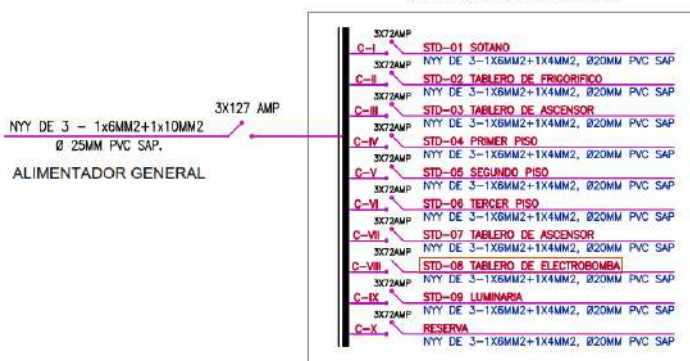 3X127 AMP
NYY DE 3 - 1x6MM2+1x10MM2
Ø 25MM PVC SAP.
ALIMENTADOR GENERAL
3X72AMP
C-I STD-01 SOTANO
NYY DE 3-1X6MM2+1X4MM2, Ø20MM PVC SAP
3X72AMP
C-II STD-02 TABLERO DE FRIGORIFICO
NYY DE 3-1X6MM2+1X4MM2, Ø20MM PVC SAP
3X72AMP
C-III STD-03 TABLERO DE ASCENSOR
NYY DE 3-1X6MM2+1X4MM2, Ø20MM PVC SAP
3X72AMP
C-IV STD-04 PRIMER PISO
NYY DE 3-1X6MM2+1X4MM2, Ø20MM PVC SAP
3X72AMP
C-V STD-05 SEGUNDO PISO
NYY DE 3-1X6MM2+1X4MM2, Ø20MM PVC SAP
3X72AMP
C-VI STD-06 TERCER PISO
NYY DE 3-1X6MM2+1X4MM2, Ø20MM PVC SAP
3X72AMP
C-VII STD-07 TABLERO DE ASCENSOR
NYY DE 3-1X6MM2+1X4MM2, Ø20MM PVC SAP
3X72AMP
C-VIII STD-08 TABLERO DE ELECTROBOMBA
NYY DE 3-1X6MM2+1X4MM2, Ø20MM PVC SAP
3X72AMP
C-IX STD-09 LUMINARIA
NYY DE 3-1X6MM2+1X4MM2, Ø20MM PVC SAP
3X72AMP
C-X RESERVA
NYY DE 3-1X6MM2+1X4MM2, Ø20MM PVC SAP